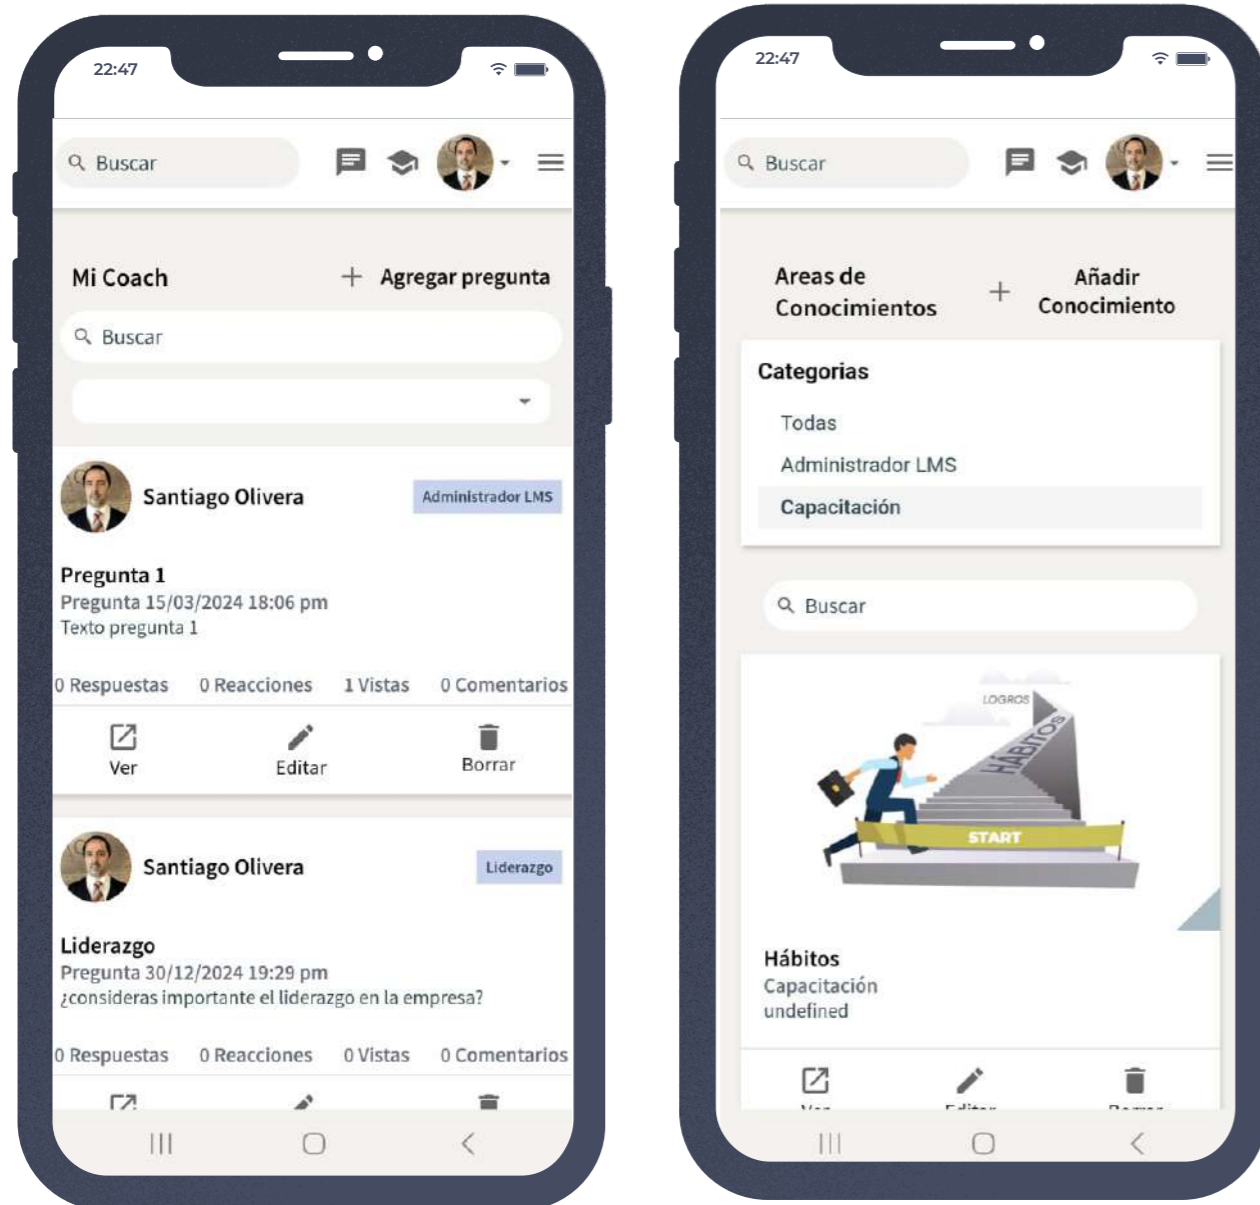 22:47
Buscar
Mi Coach
Agregar pregunta
Buscar
Santiago Olivera
Administrador LMS
Pregunta 1
Pregunta 15/03/2024 18:06 pm
Texto pregunta 1
0 Respuestas 0 Reacciones 1 Vistas 0 Comentarios
Ver Editar Borrar
Santiago Olivera
Liderazgo
Liderazgo
Pregunta 30/12/2024 19:29 pm
¿consideras importante el liderazgo en la empresa?
0 Respuestas 0 Reacciones 0 Vistas 0 Comentarios
22:47
Buscar
Areas de
Conocimientos
Añadir
Conocimiento
Categorias
Todas
Administrador LMS
Capacitación
Buscar
LOGROS
HÁBITOS
START
Hábitos
Capacitación
undefined
Ver Editar Borrar